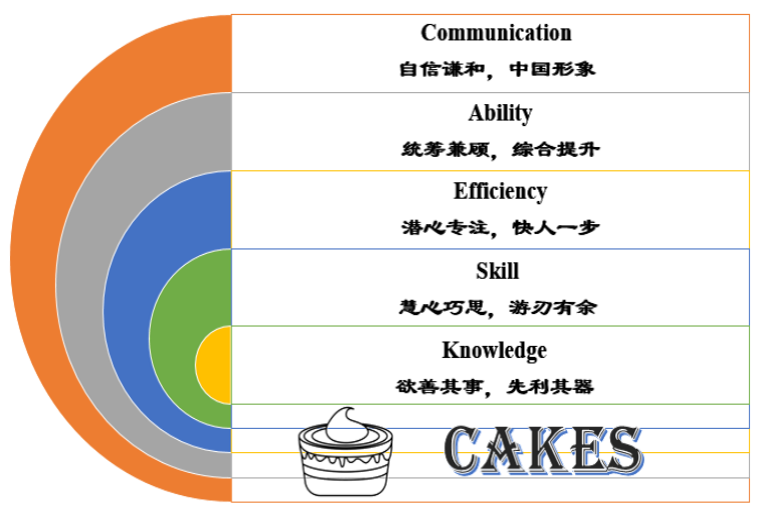 Communication
自信谦和，中国形象
Ability
统筹兼顾，综合提升
Efficiency
潜心专注，快人一步
Skill
慧心巧思，游刃有余
Knowledge
欲善其事，先利其器
CAKES